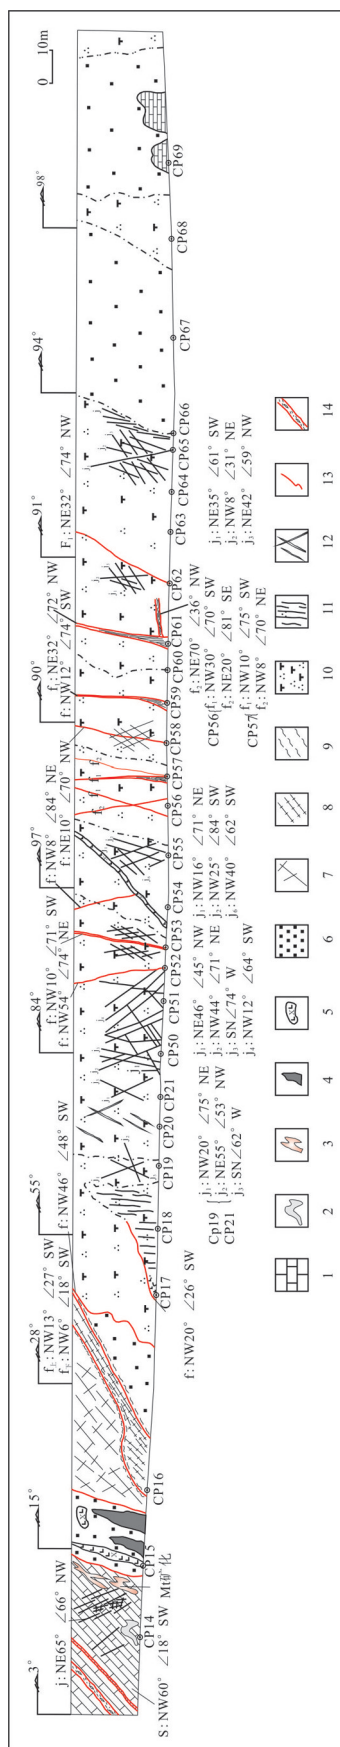 0 10m
3°
15°
28°
55°
84°
97°
90°
91°
94°
98°
j: NE65° ∠66° NW
f上: NW13° ∠27° SW
f下: NW6° ∠18° SW
f: NW46° ∠48° SW
f: NW10° ∠71° SW
f: NW54° ∠74° NE
f: NW8° ∠84° NE
f: NE10° ∠70° NW
f₁: NE32° ∠72° NW
f: NW12° ∠74° SW
F₁: NE32° ∠74° NW
S: NW60° ∠18° SW
CP14
Mt矿化
CP15
CP16
CP17
CP18
CP19
CP20
CP21
CP50
CP51
CP52
CP53
CP54
CP55
CP56
CP57
CP58
CP59
CP60
CP61
CP62
CP63
CP64
CP65
CP66
CP67
CP68
CP69
f: NW20° ∠26° SW
Cp19
CP21
j₁: NW20° ∠75° NE
j₂: NE55° ∠53° NW
j₃: SN∠62° W
j₁: NE46° ∠45° NW
j₂: NW44° ∠71° NE
j₃: SN∠74° W
j₄: NW12° ∠64° SW
j₁: NW16° ∠71° NE
j₂: NW25° ∠84° SW
j₆: NW40° ∠62° SW
f₂: NE70° ∠36° NW
CP56{f₁: NW30° ∠70° SW
f₂: NE20° ∠81° SE
CP57{f₁: NW10° ∠75° SW
f₂: NW8° ∠70° NE
j₁: NE35° ∠61° SW
j₂: NW8° ∠31° NE
j₃: NE42° ∠59° NW
1
2
3
4
5
6
7
8
9
10
11
12
13
14